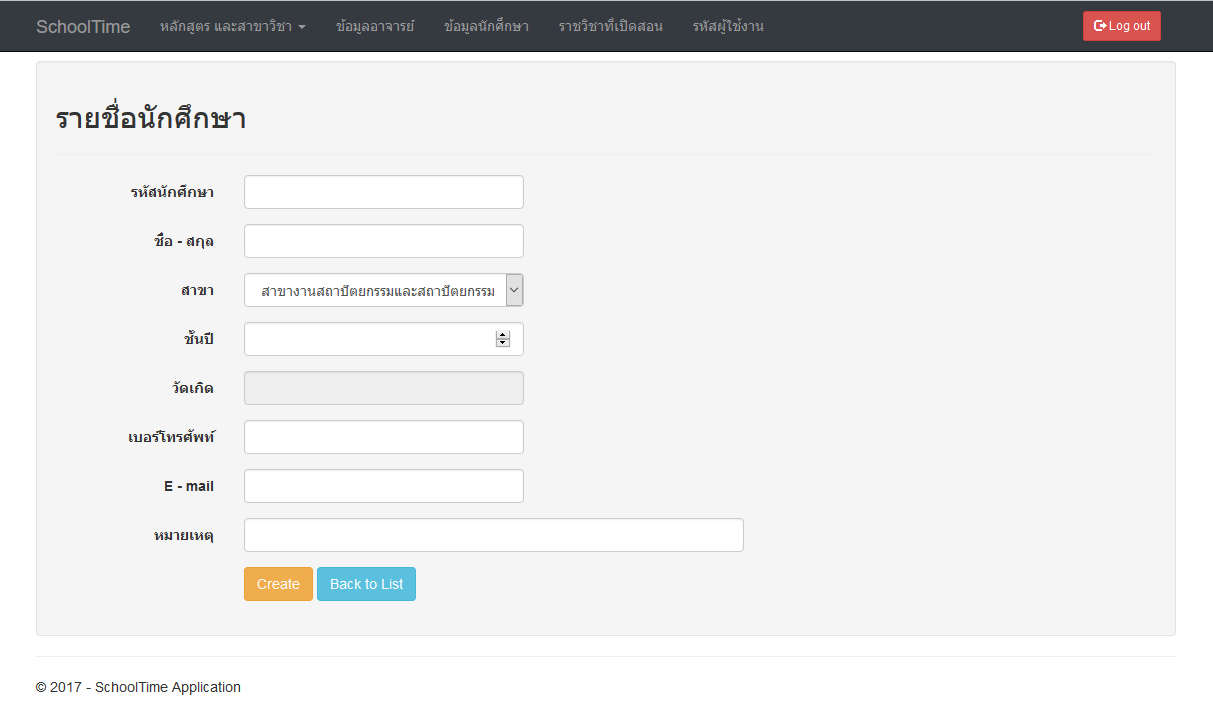 SchoolTime หลักสูตร และสาขาวิชา ข้อมูลอาจารย์ ข้อมูลนักศึกษา ราชวิชาที่เปิดสอน รหัสผู้ใช้งาน Log out
รายชื่อนักศึกษา
รหัสนักศึกษา
ชื่อ - สกุล
สาขา สาขางานสถาปัตยกรรมและสถาปัตยกรรม
ชั้นปี
วัดเกิด
เบอร์โทรศัพท์
E - mail
หมายเหตุ
Create Back to List
© 2017 - SchoolTime Application